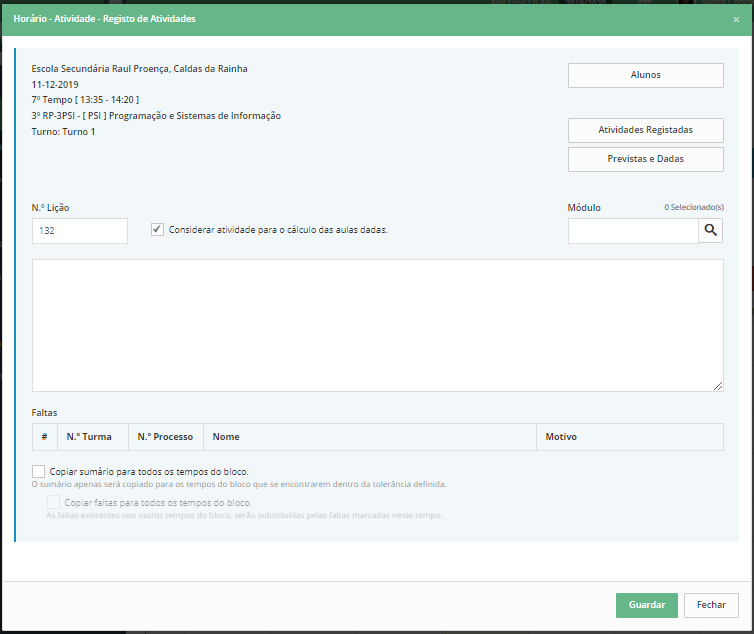 Horário - Atividade - Registo de Atividades
×
Escola Secundária Raul Proença, Caldas da Rainha
11-12-2019
7º Tempo [ 13:35 - 14:20 ]
3º RP-3PSI - [ PSI ] Programação e Sistemas de Informação
Turno: Turno 1
Alunos
Atividades Registadas
Previstas e Dadas
N.º Lição
132
Considerar atividade para o cálculo das aulas dadas.
Módulo 0 Selecionado(s)
Faltas
# N.º Turma N.º Processo Nome Motivo
Copiar sumário para todos os tempos do bloco.
O sumário apenas será copiado para os tempos do bloco que se encontrarem dentro da tolerância definida.
Copiar faltas para todos os tempos do bloco.
As faltas existentes nos outros tempos do bloco, serão substituídas pelas faltas marcadas neste tempo.
Guardar Fechar